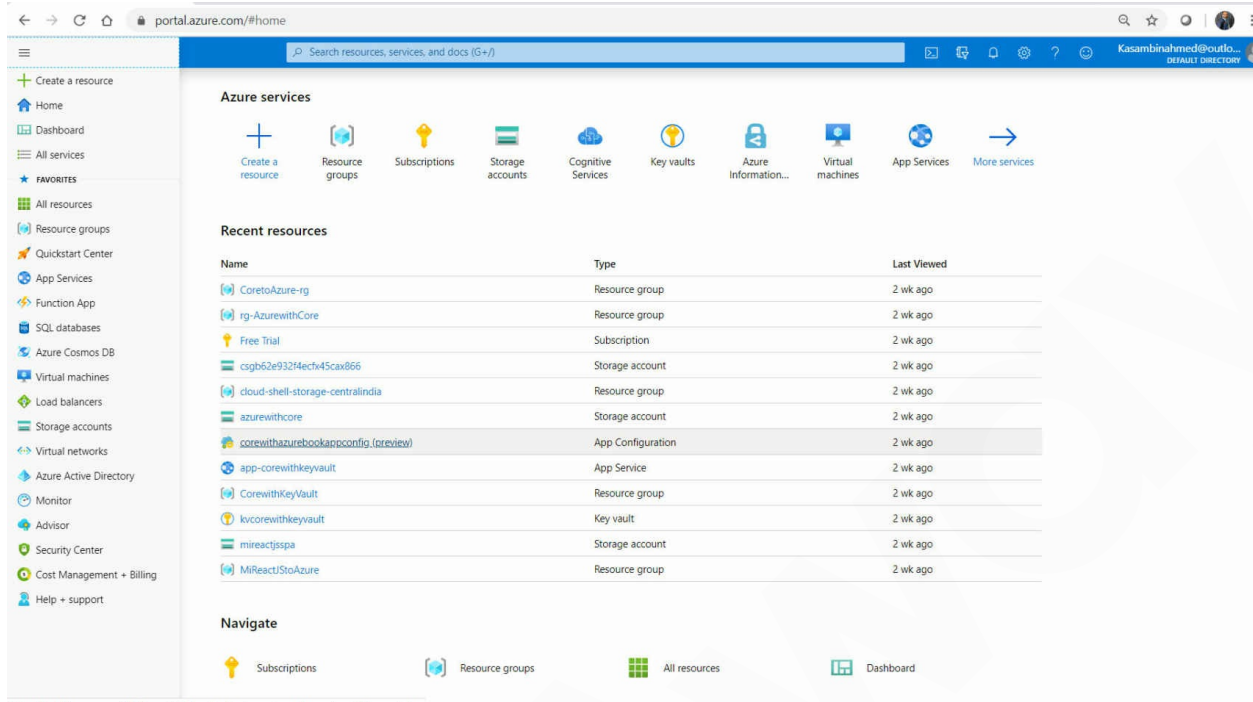 portal.azure.com/#home
Search resources, services, and docs (G+/)
Kasambinahmed@outlo...
DEFAULT DIRECTORY
Create a resource
Home
Dashboard
All services
FAVORITES
All resources
Resource groups
Quickstart Center
App Services
Function App
SQL databases
Azure Cosmos DB
Virtual machines
Load balancers
Storage accounts
Virtual networks
Azure Active Directory
Monitor
Advisor
Security Center
Cost Management + Billing
Help + support
Azure services
Create a resource
Resource groups
Subscriptions
Storage accounts
Cognitive Services
Key vaults
Azure Information...
Virtual machines
App Services
More services
Recent resources
Name Type Last Viewed
CoretoAzure-rg Resource group 2 wk ago
rg-AzurewithCore Resource group 2 wk ago
Free Trial Subscription 2 wk ago
csgb62e932f4ecfx45cax866 Storage account 2 wk ago
cloud-shell-storage-centralindia Resource group 2 wk ago
azurewithcore Storage account 2 wk ago
corewithazurebookappconfig (preview) App Configuration 2 wk ago
app-corewithkeyvault App Service 2 wk ago
CorewithKeyVault Resource group 2 wk ago
kvcorewithkeyvault Key vault 2 wk ago
mireactjsspa Storage account 2 wk ago
MiReactJStoAzure Resource group 2 wk ago
Navigate
Subscriptions Resource groups All resources Dashboard